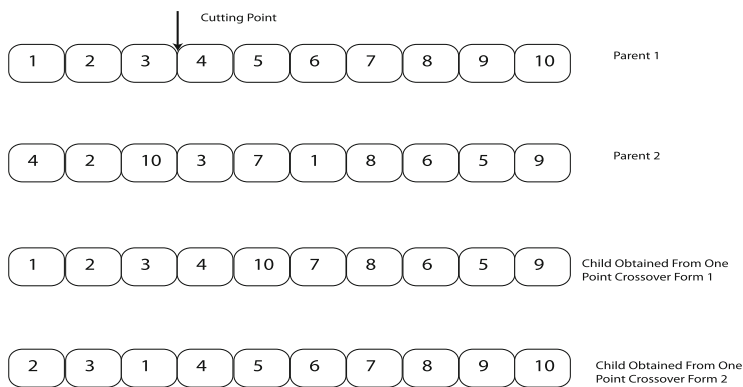 Cutting Point
1 2 3 4 5 6 7 8 9 10 Parent 1
4 2 10 3 7 1 8 6 5 9 Parent 2
1 2 3 4 10 7 8 6 5 9 Child Obtained From One
Point Crossover Form 1
2 3 1 4 5 6 7 8 9 10 Child Obtained From One
Point Crossover Form 2